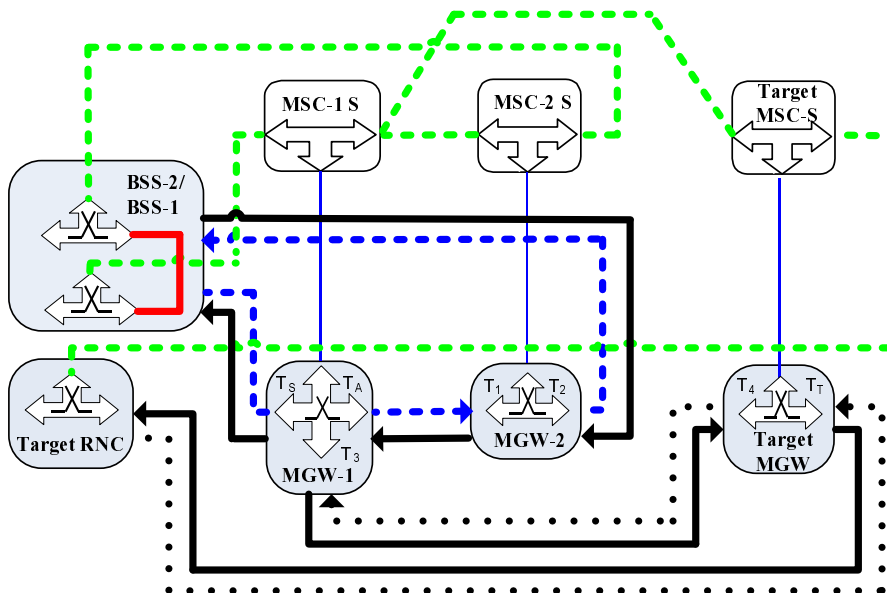 Target
MSC-S
MSC-1 S
MSC-2 S
BSS-2/
BSS-1
TS
TA
T3
MGW-1
T1
T2
MGW-2
T4
TT
Target
MGW
Target RNC